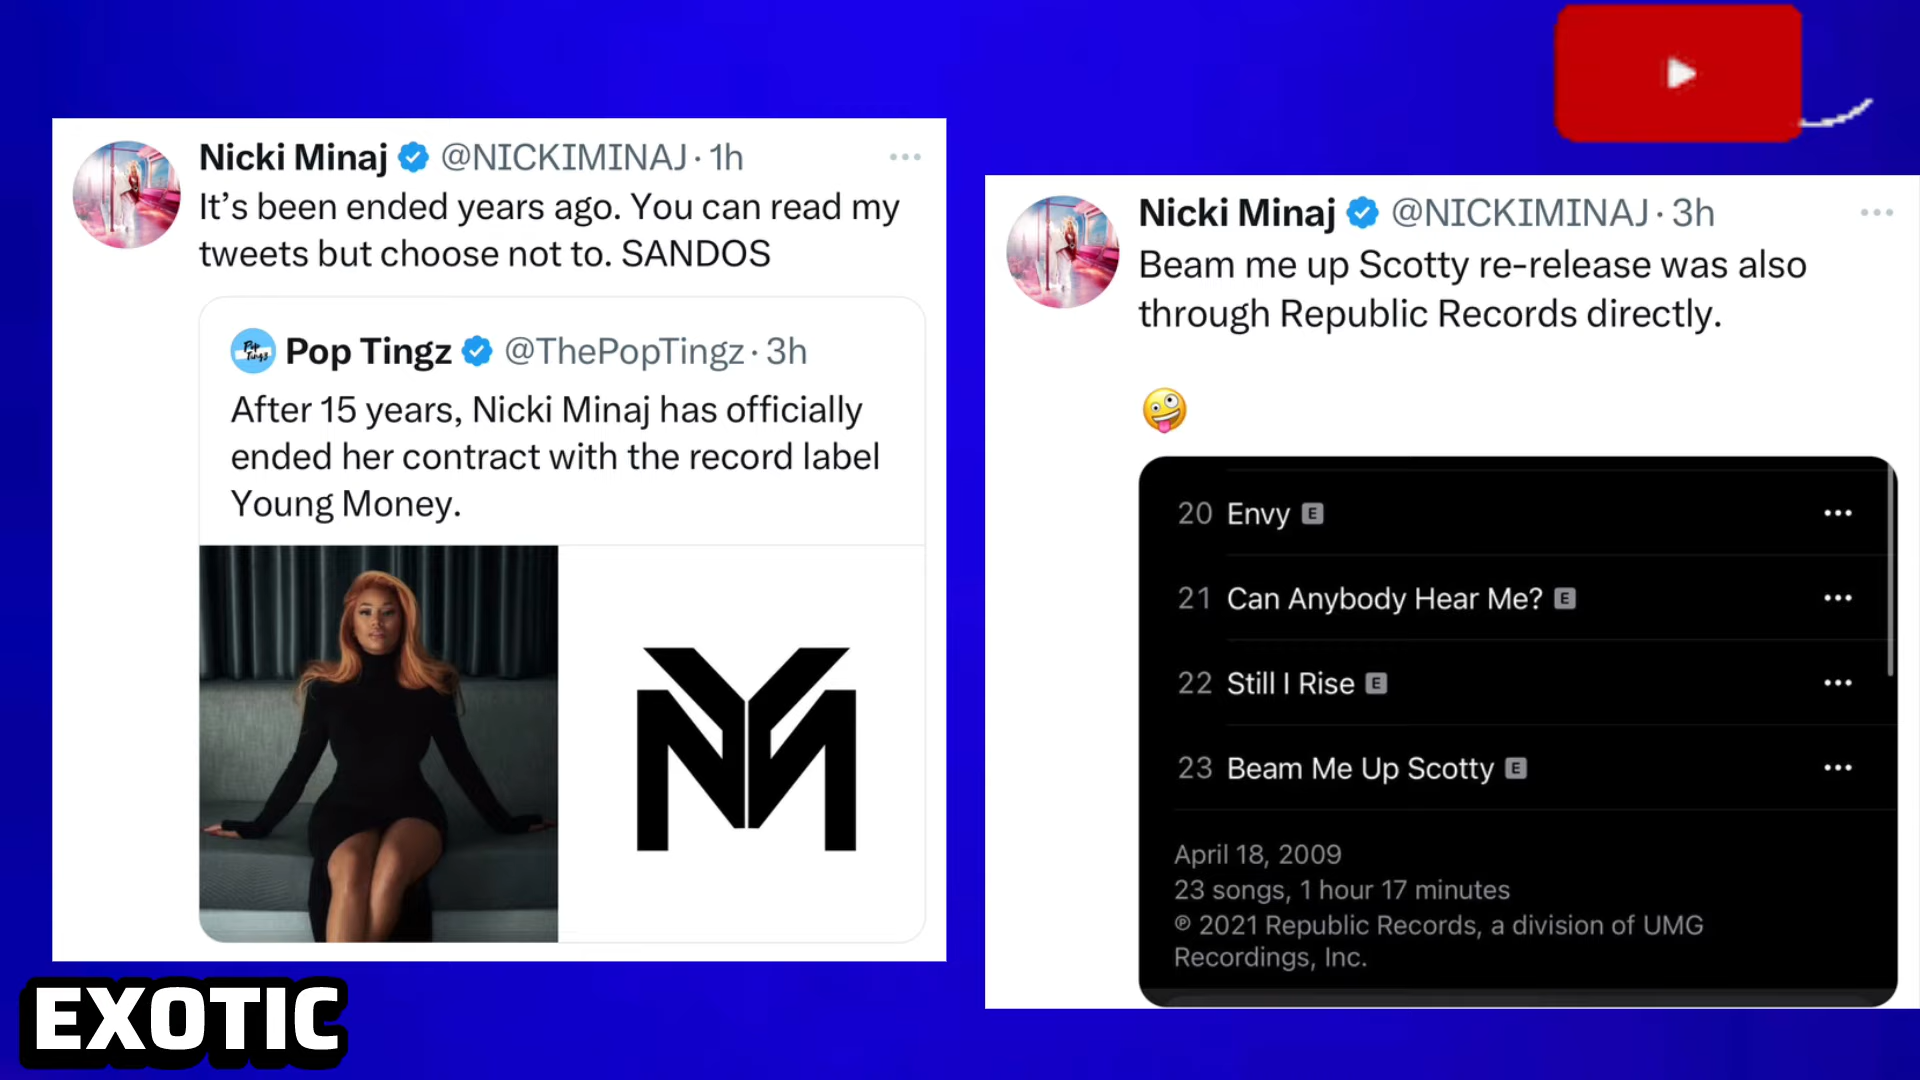 Nicki Minaj @NICKIMINAJ · 1h
It’s been ended years ago. You can read my
tweets but choose not to. SANDOS
Pop Tingz @ThePopTingz · 3h
After 15 years, Nicki Minaj has officially
ended her contract with the record label
Young Money.
Pop
Tingz
YM
Nicki Minaj @NICKIMINAJ · 3h
Beam me up Scotty re-release was also
through Republic Records directly.
🤪
20 Envy E
21 Can Anybody Hear Me? E
22 Still I Rise E
23 Beam Me Up Scotty E
April 18, 2009
23 songs, 1 hour 17 minutes
℗ 2021 Republic Records, a division of UMG
Recordings, Inc.
EXOTIC